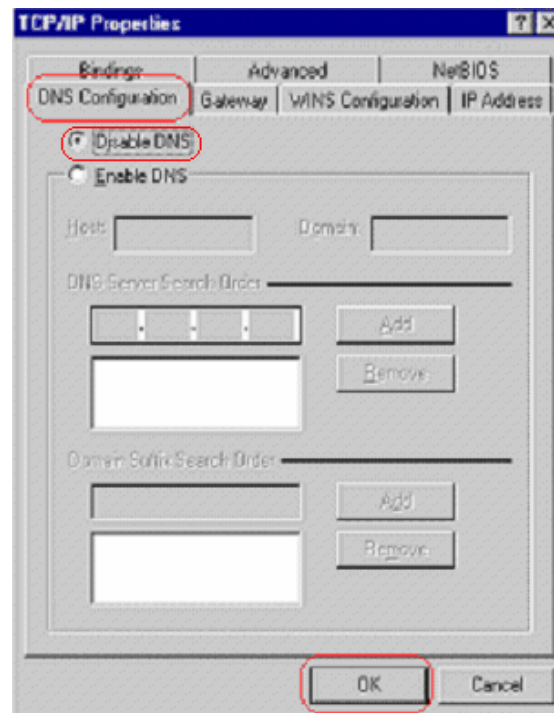 TCP/IP Properties
Bindings Advanced NetBIOS
DNS Configuration Gateway WINS Configuration IP Address
Disable DNS
Enable DNS
Host: Domain:
DNS Server Search Order
Add
Remove
Domain Suffix Search Order
Add
Remove
OK Cancel